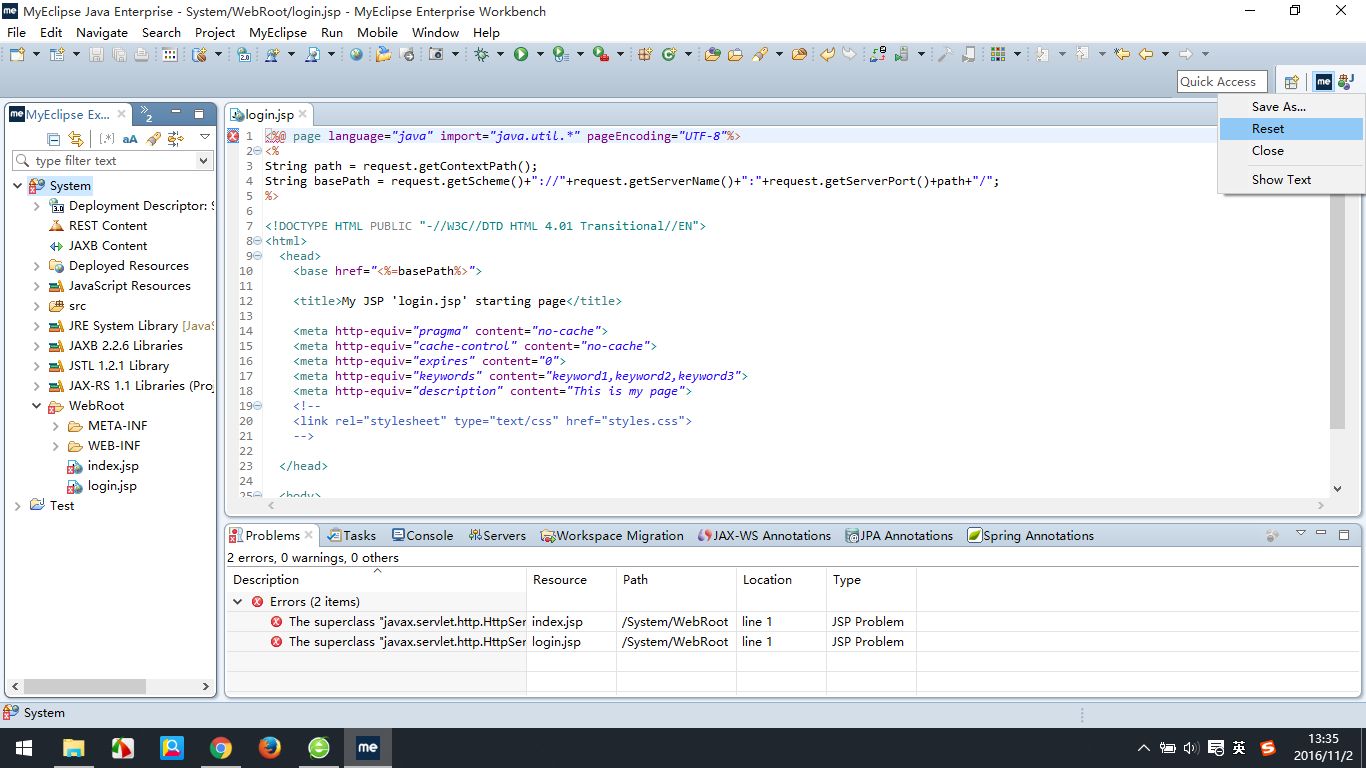 me MyEclipse Java Enterprise - System/WebRoot/login.jsp - MyEclipse Enterprise Workbench
File Edit Navigate Search Project MyEclipse Run Mobile Window Help
Quick Access me
Save As...
Reset
Close
Show Text
me MyEclipse Ex... 2
type filter text
System
Deployment Descriptor: S
REST Content
JAXB Content
Deployed Resources
JavaScript Resources
src
JRE System Library [JavaS
JAXB 2.2.6 Libraries
JSTL 1.2.1 Library
JAX-RS 1.1 Libraries (Proj
WebRoot
META-INF
WEB-INF
index.jsp
login.jsp
Test
login.jsp
1 <%@ page language="java" import="java.util.*" pageEncoding="UTF-8"%>
2 <%
3 String path = request.getContextPath();
4 String basePath = request.getScheme()+"://"+request.getServerName()+":"+request.getServerPort()+path+"/";
5 %>
6
7 <!DOCTYPE HTML PUBLIC "-//W3C//DTD HTML 4.01 Transitional//EN">
8 <html>
9 <head>
10 <base href="<%=basePath%>">
11
12 <title>My JSP 'login.jsp' starting page</title>
13
14 <meta http-equiv="pragma" content="no-cache">
15 <meta http-equiv="cache-control" content="no-cache">
16 <meta http-equiv="expires" content="0">
17 <meta http-equiv="keywords" content="keyword1,keyword2,keyword3">
18 <meta http-equiv="description" content="This is my page">
19 <!--
20 <link rel="stylesheet" type="text/css" href="styles.css">
21 -->
22
23 </head>
24
25 <body>
Problems Tasks Console Servers Workspace Migration JAX-WS Annotations JPA Annotations Spring Annotations
2 errors, 0 warnings, 0 others
Description Resource Path Location Type
Errors (2 items)
The superclass "javax.servlet.http.HttpSer index.jsp /System/WebRoot line 1 JSP Problem
The superclass "javax.servlet.http.HttpSer login.jsp /System/WebRoot line 1 JSP Problem
System
me
英
13:35
2016/11/2